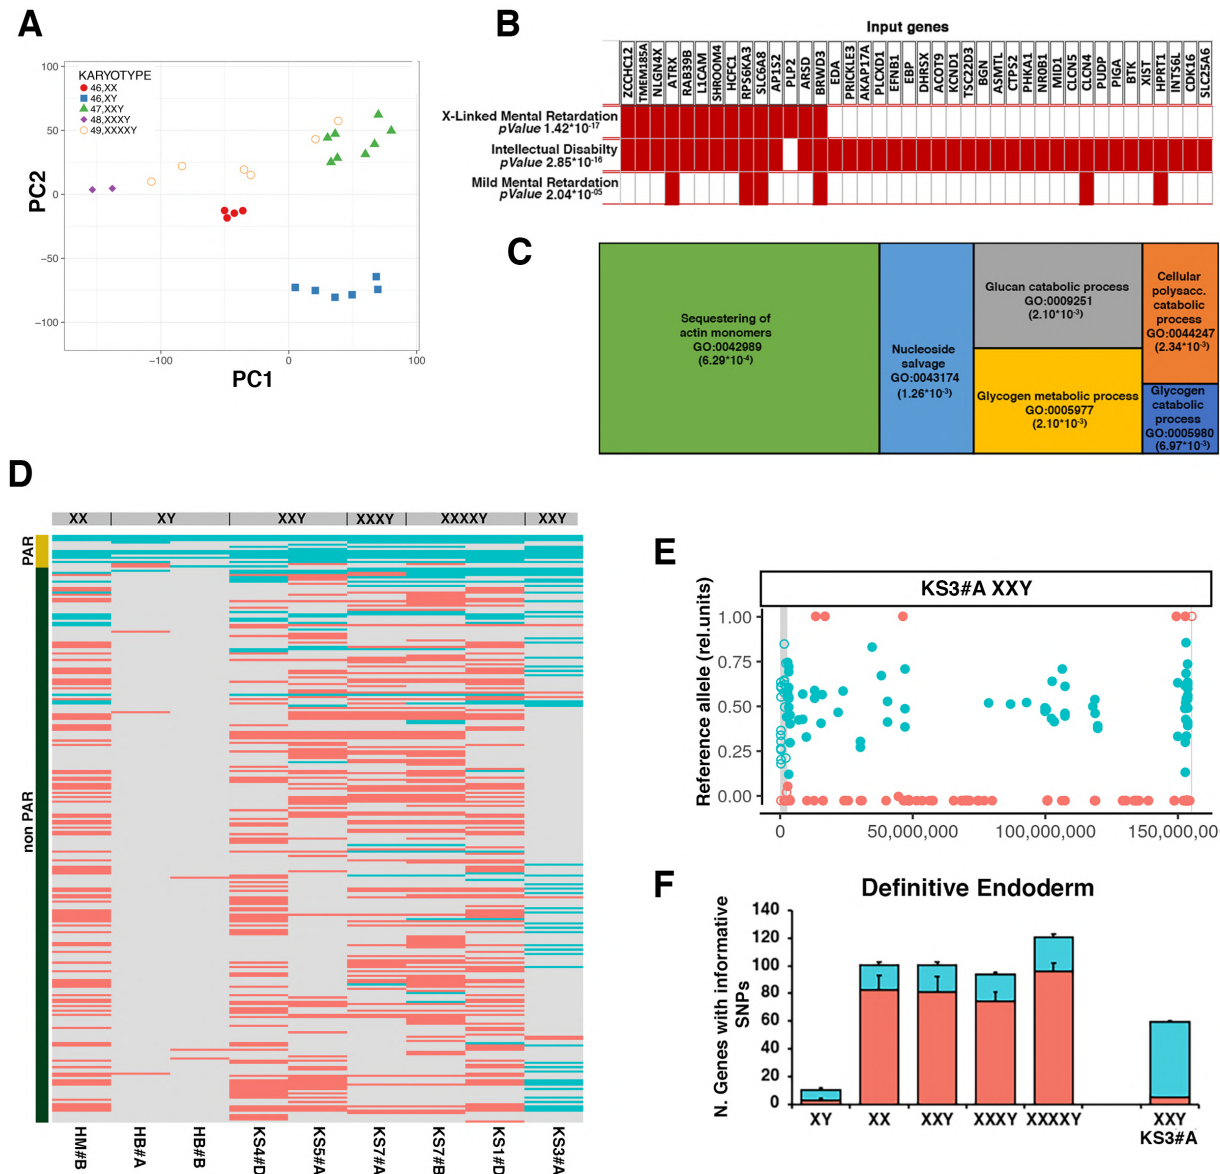 A
KARYOTYPE
46,XX
46,XY
47,XXY
48,XXXY
49,XXXXY
100
50
0
−50
−100
−100
0
100
PC2
PC1
B
Input genes
ZCCHC12
TMEM185A
NLGN4X
ATRX
RAB39B
L1CAM
SHROOM4
HCFC1
RPS6KA3
SLC6A8
AP1S2
PLP2
ARSD
BRWD3
EDA
PRICKLE3
AKAP17A
PLCXD1
EFNB1
EBP
DHRSX
ACOT9
KCND1
TSC22D3
BGN
ASMTL
CTPS2
PHKA1
NR0B1
MID1
CLCN5
CLCN4
PUDP
PIGA
BTK
XIST
HPRT1
INTS6L
CDK16
SLC25A6
X-Linked Mental Retardation
pValue 1.42*10⁻¹⁷
Intellectual Disabilty
pValue 2.85*10⁻¹⁶
Mild Mental Retardation
pValue 2.04*10⁻⁰⁵
C
Sequestering of
actin monomers
GO:0042989
(6.29*10⁻⁴)
Nucleoside
salvage
GO:0043174
(1.26*10⁻³)
Glucan catabolic process
GO:0009251
(2.10*10⁻³)
Glycogen metabolic process
GO:0005977
(2.10*10⁻³)
Cellular
polysacc.
catabolic
process
GO:0044247
(2.34*10⁻³)
Glycogen
catabolic
process
GO:0005980
(6.97*10⁻³)
D
XX XY XXY XXXY XXXXY XXY
PAR
non PAR
HM#B
HB#A
HB#B
KS4#D
KS5#A
KS7#A
KS7#B
KS1#D
KS3#A
E
KS3#A XXY
Reference allele (rel.units)
1.00
0.75
0.50
0.25
0.00
0 50,000,000 100,000,000 150,000,0
F
Definitive Endoderm
N. Genes with informative
SNPs
140
120
100
80
60
40
20
0
XY XX XXY XXXY XXXXY XXY
KS3#A